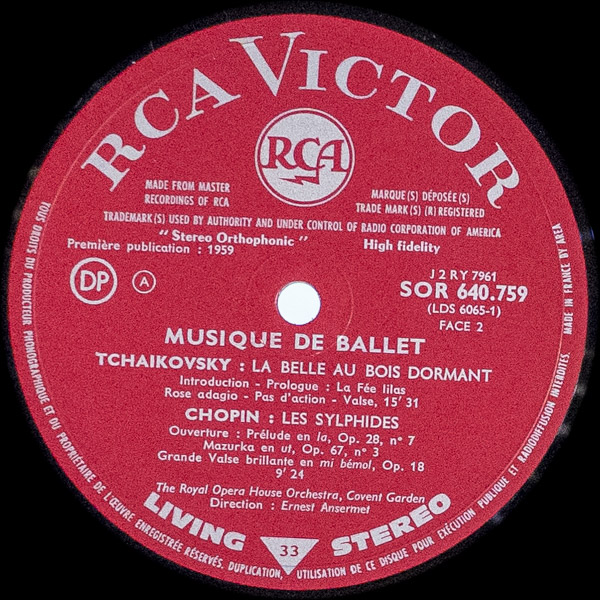 RCA VICTOR
RCA
MADE FROM MASTER
RECORDINGS OF RCA
MARQUE(S) DÉPOSÉE(S)
TRADE MARK(S) (R) REGISTERED
TRADEMARK(S) USED BY AUTHORITY AND UNDER CONTROL OF RADIO CORPORATION OF AMERICA
" Stereo Orthophonic " High fidelity
Première publication : 1959
DP A
J 2 RY 7961
SOR 640.759
(LDS 6065-1)
FACE 2
MUSIQUE DE BALLET
TCHAIKOVSKY : LA BELLE AU BOIS DORMANT
Introduction - Prologue : La Fée lilas
Rose adagio - Pas d'action - Valse, 15' 31
CHOPIN : LES SYLPHIDES
Ouverture : Prélude en la, Op. 28, n° 7
Mazurka en ut, Op. 67, n° 3
Grande Valse brillante en mi bémol, Op. 18
9' 24
The Royal Opera House Orchestra, Covent Garden
Direction : Ernest Ansermet
LIVING 33 STEREO
TOUS DROITS DU PRODUCTEUR PHONOGRAPHIQUE ET DU PROPRIÉTAIRE DE L'ŒUVRE ENREGISTRÉE RÉSERVÉS. DUPLICATION, UTILISATION DE CE DISQUE POUR EXÉCUTION PUBLIQUE ET RADIODIFFUSION INTERDITES.
MADE IN FRANCE BY AREA